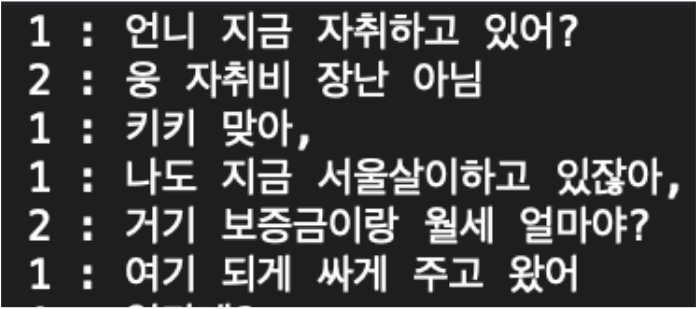 1 : 언니 지금 자취하고 있어?
2 : 웅 자취비 장난 아님
1 : 키키 맞아,
1 : 나도 지금 서울살이하고 있잖아,
2 : 거기 보증금이랑 월세 얼마야?
1 : 여기 되게 싸게 주고 왔어